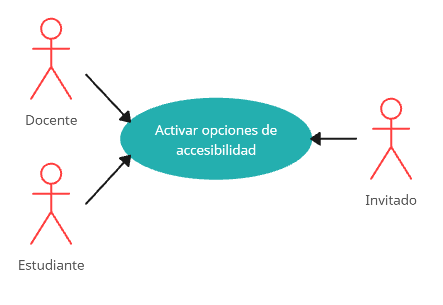 Docente
Activar opciones de
accesibilidad
Invitado
Estudiante